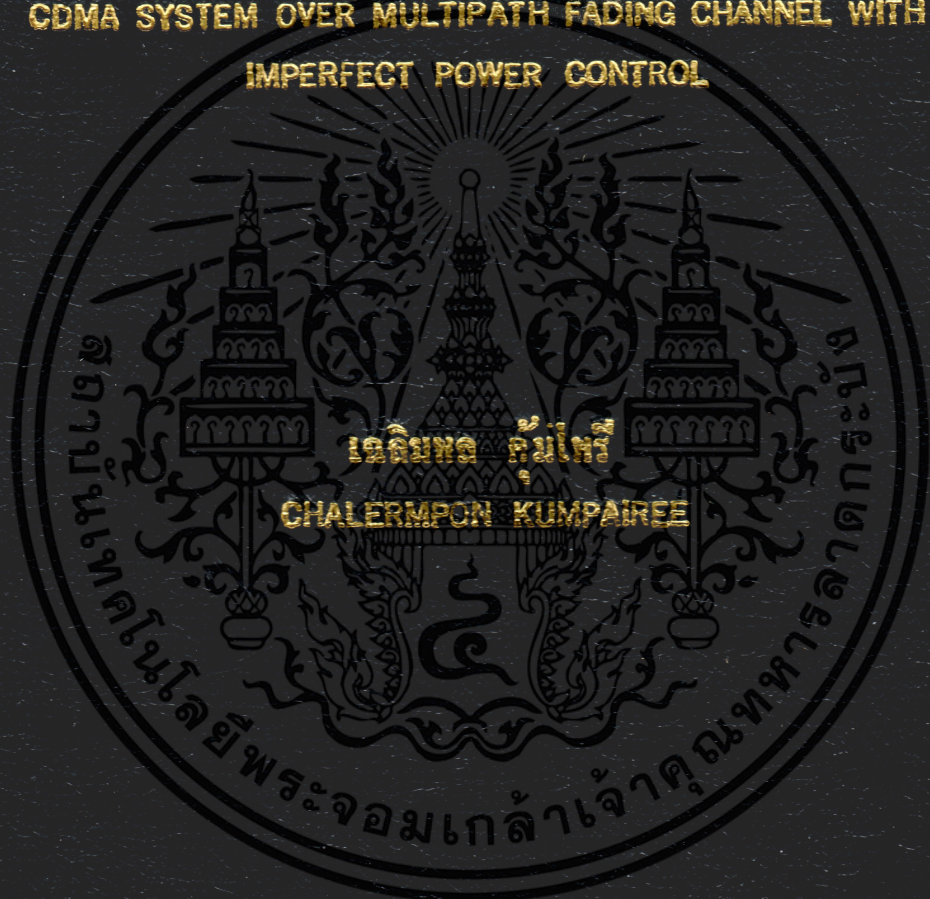 CDMA SYSTEM OVER MULTIPATH FADING CHANNEL WITH
IMPERFECT POWER CONTROL
เฉลิมพล คุ้มไพรี
CHALERMPON KUMPAIREE
สถาบันเทคโนโลยีพระจอมเกล้าเจ้าคุณทหารลาดกระบัง